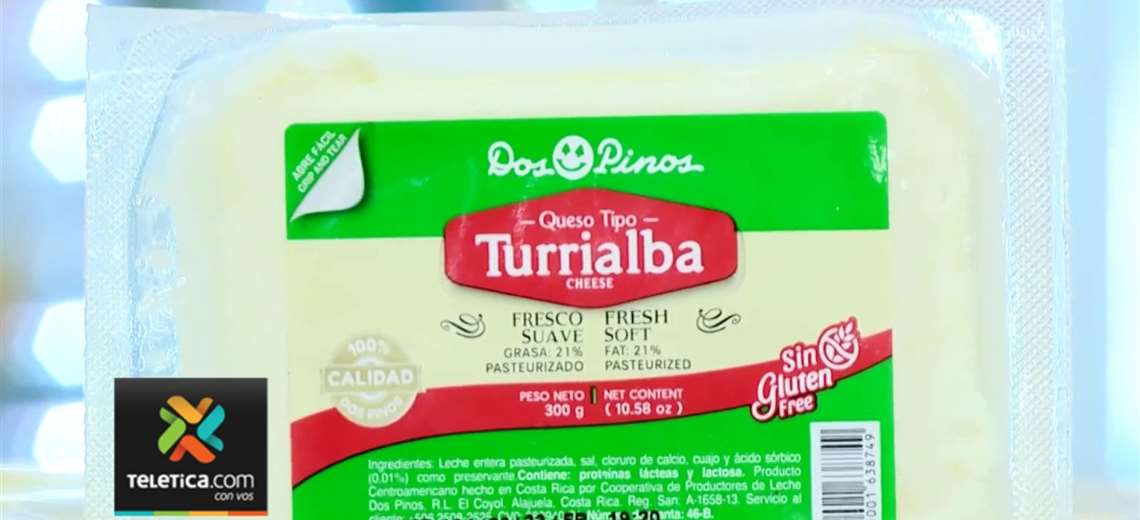 ABRE FÁCIL
GRIP AND TEAR
Dos Pinos
Queso Tipo
Turrialba
CHEESE
FRESCO
SUAVE
GRASA: 21%
PASTEURIZADO
FRESH
SOFT
FAT: 21%
PASTEURIZED
100%
CALIDAD
DOS PINOS
Sin
Gluten
Free
PESO NETO
300 g
NET CONTENT
( 10.58 oz )
Ingredientes: Leche entera pasteurizada, sal, cloruro de calcio, cuajo y ácido sórbico
(0.01%) como preservante. Contiene: proteínas lácteas y lactosa. Producto
Centroamericano hecho en Costa Rica por Cooperativa de Productores de Leche
Dos Pinos, R.L. El Coyol, Alajuela, Costa Rica. Reg. San: A-1658-13. Servicio al
46-B.
001 638749
TELETICA.com
con vos